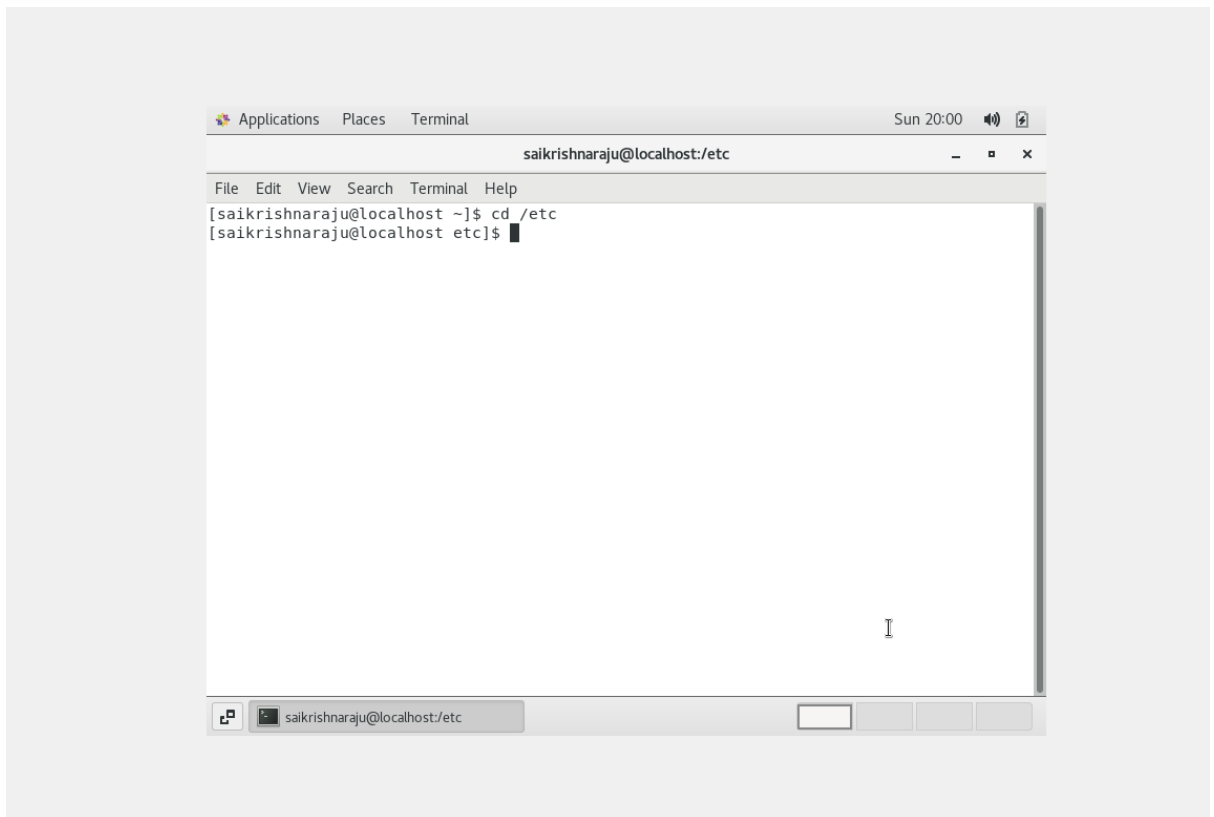 Applications Places Terminal Sun 20:00
saikrishnaraju@localhost:/etc
File Edit View Search Terminal Help
[saikrishnaraju@localhost ~]$ cd /etc
[saikrishnaraju@localhost etc]$
saikrishnaraju@localhost:/etc